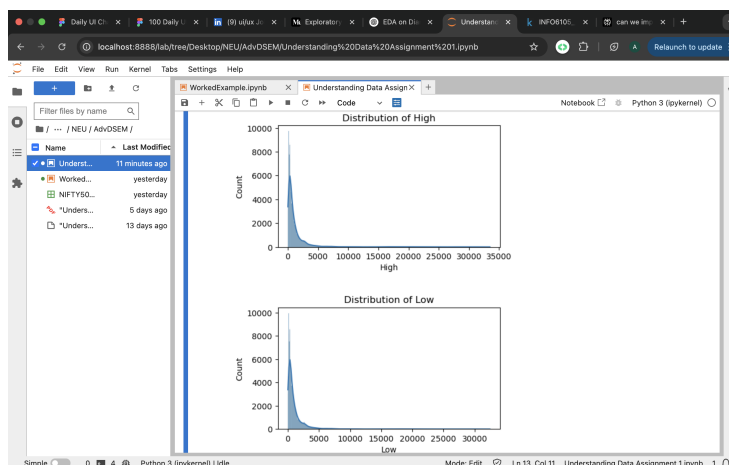 Daily UI Ch
100 Daily U
(9) ui/ux Je
Exploratory
EDA on Dia
Understand
INFO6105_
can we im
localhost:8888/lab/tree/Desktop/NEU/AdvDSEM/Understanding%20Data%20Assignment%201.ipynb
A
Relaunch to update
File Edit View Run Kernel Tabs Settings Help
WorkedExample.ipynb
Understanding Data Assign
Code
Notebook
Python 3 (ipykernel)
Filter files by name
/ ··· / NEU / AdvDSEM /
Name
Last Modified
Underst... 11 minutes ago
Worked... yesterday
NIFTY50... yesterday
"Unders... 5 days ago
"Unders... 13 days ago
Distribution of High
10000
8000
6000
4000
2000
0
Count
0 5000 10000 15000 20000 25000 30000 35000
High
Distribution of Low
10000
8000
6000
4000
2000
0
Count
0 5000 10000 15000 20000 25000 30000
Low
Simple 0 4 Python 3 (ipykernel) | Idle Mode: Edit Ln 13, Col 11 Understanding Data Assignment 1.ipynb 1